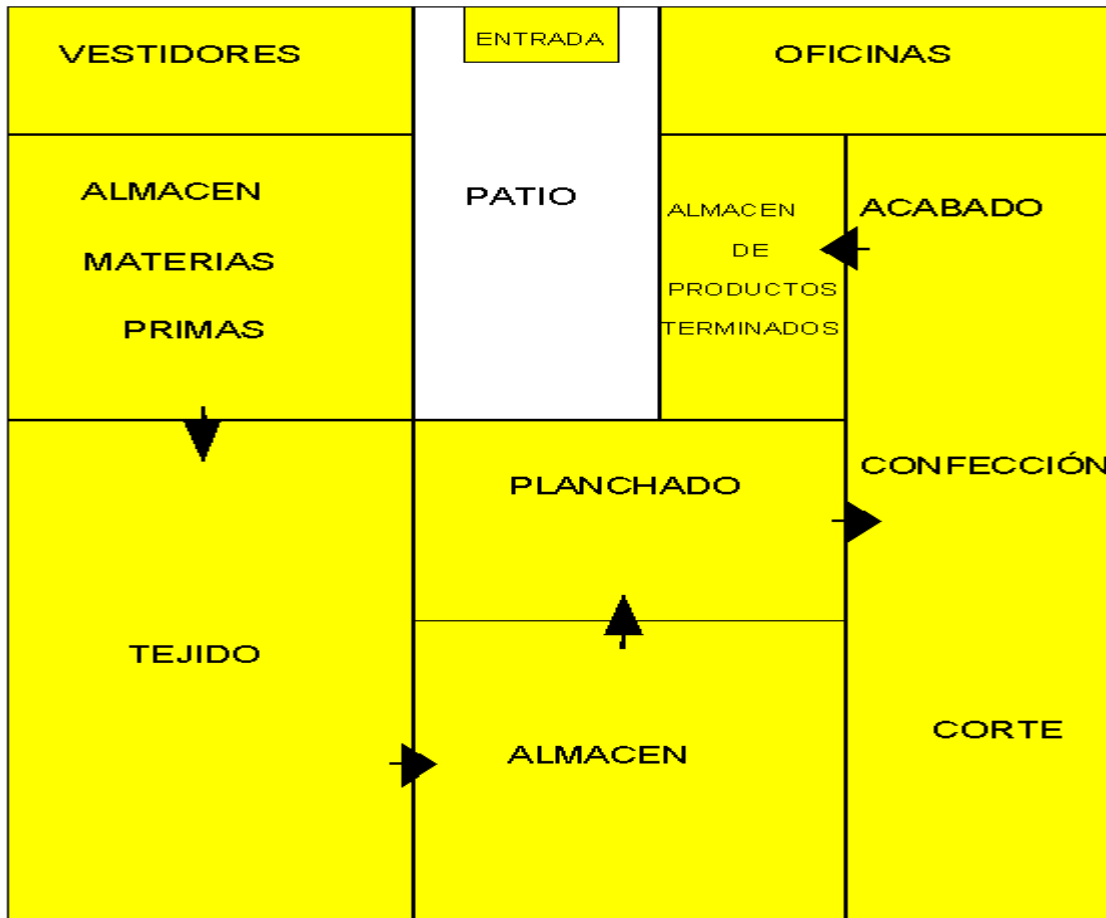 VESTIDORES
ENTRADA
OFICINAS
ALMACEN
MATERIAS
PRIMAS
PATIO
ALMACEN
DE
PRODUCTOS
TERMINADOS
ACABADO
CONFECCIÓN
PLANCHADO
TEJIDO
ALMACEN
CORTE